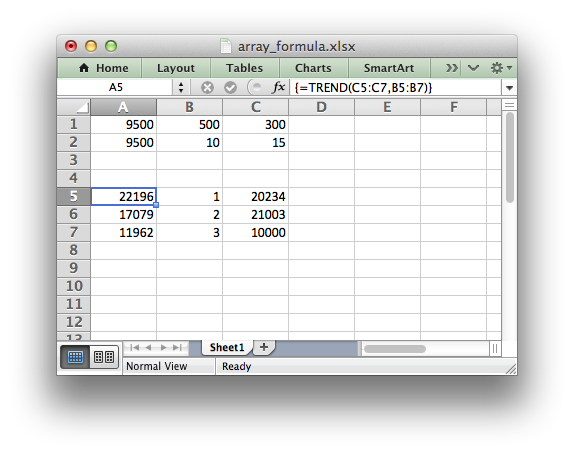 array_formula.xlsx
Home Layout Tables Charts SmartArt
A5 fx {=TREND(C5:C7,B5:B7)}
A B C D E F
1 9500 500 300
2 9500 10 15
3
4
5 22196 1 20234
6 17079 2 21003
7 11962 3 10000
8
9
10
11
12
13
Sheet1
Normal View Ready